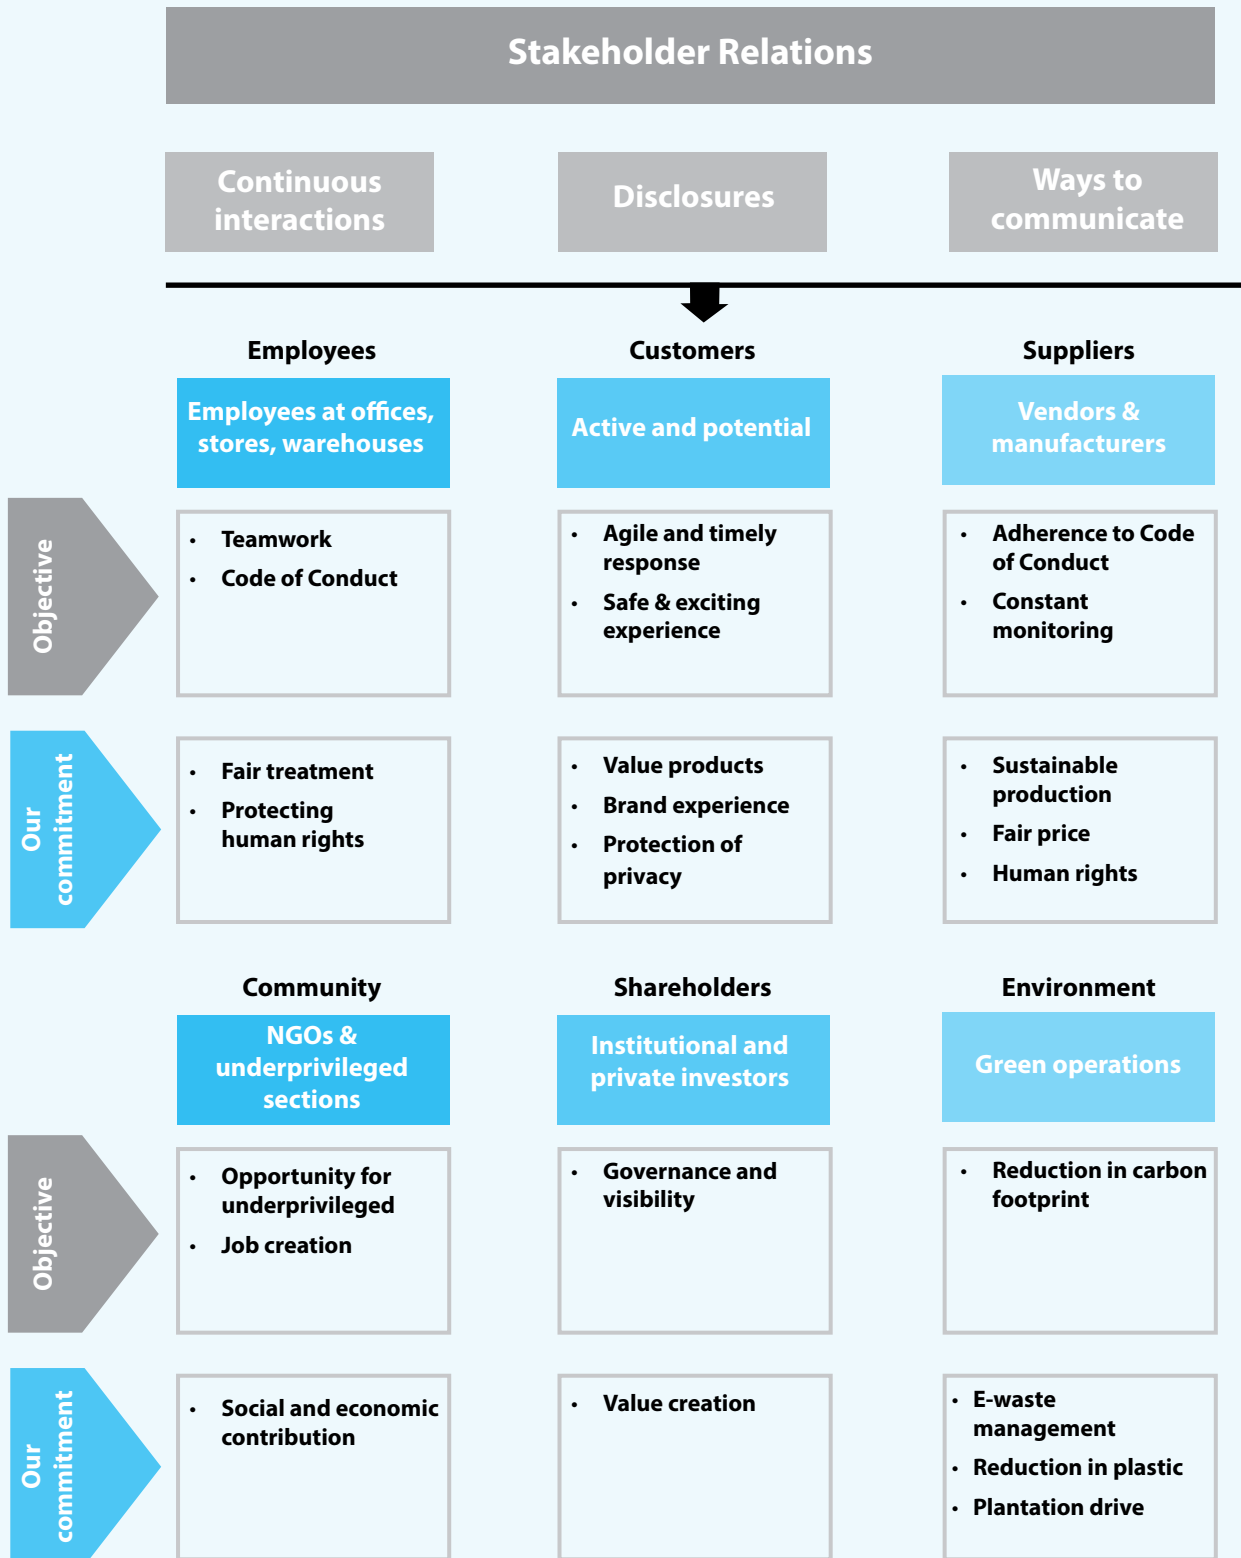 Stakeholder Relations
Continuous
interactions
Disclosures
Ways to
communicate
Employees
Customers
Suppliers
Employees at offices,
stores, warehouses
Active and potential
Vendors &
manufacturers
Objective
• Teamwork
• Code of Conduct
• Agile and timely
response
• Safe & exciting
experience
• Adherence to Code
of Conduct
• Constant
monitoring
Our
commitment
• Fair treatment
• Protecting
human rights
• Value products
• Brand experience
• Protection of
privacy
• Sustainable
production
• Fair price
• Human rights
Community
Shareholders
Environment
NGOs &
underprivileged
sections
Institutional and
private investors
Green operations
Objective
• Opportunity for
underprivileged
• Job creation
• Governance and
visibility
• Reduction in carbon
footprint
Our
commitment
• Social and economic
contribution
• Value creation
• E-waste
management
• Reduction in plastic
• Plantation drive